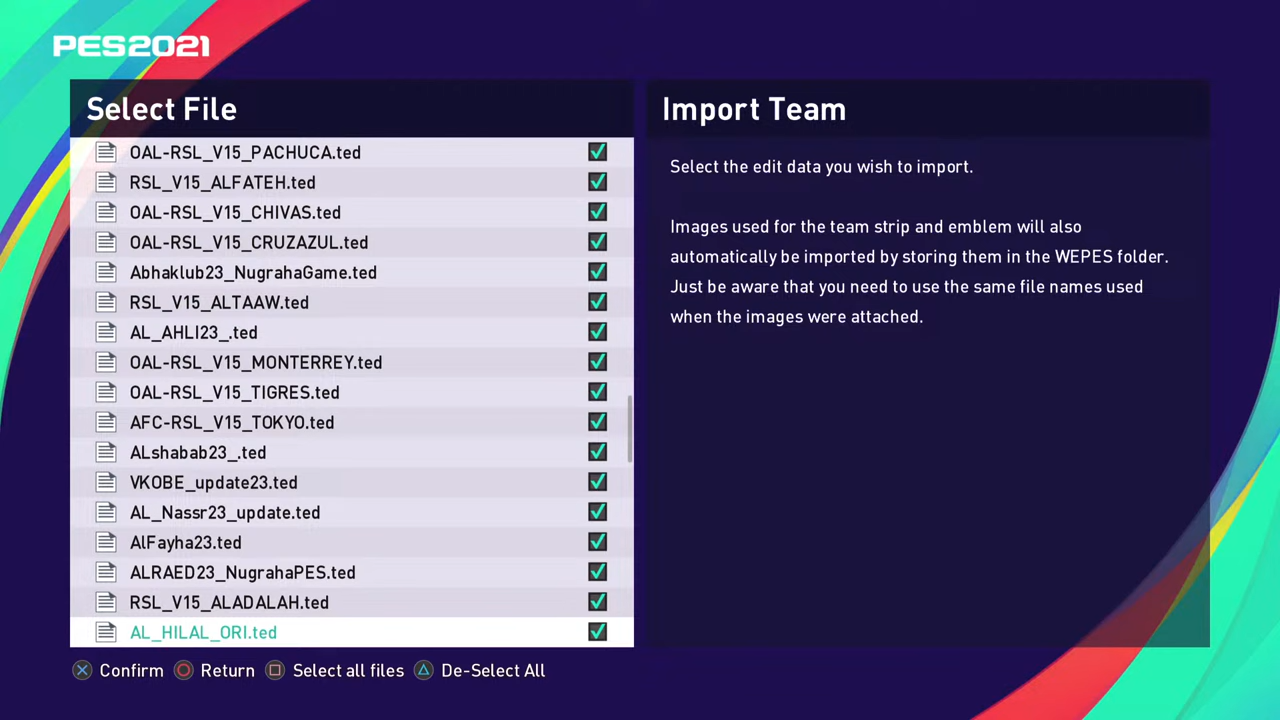 PES2021
Select File
OAL-RSL_V15_PACHUCA.ted
RSL_V15_ALFATEH.ted
OAL-RSL_V15_CHIVAS.ted
OAL-RSL_V15_CRUZAZUL.ted
Abhaklub23_NugrahaGame.ted
RSL_V15_ALTAAW.ted
AL_AHLI23_.ted
OAL-RSL_V15_MONTERREY.ted
OAL-RSL_V15_TIGRES.ted
AFC-RSL_V15_TOKYO.ted
ALshabab23_.ted
VKOBE_update23.ted
AL_Nassr23_update.ted
AlFayha23.ted
ALRAED23_NugrahaPES.ted
RSL_V15_ALADALAH.ted
AL_HILAL_ORI.ted
Import Team
Select the edit data you wish to import.
Images used for the team strip and emblem will also
automatically be imported by storing them in the WEPES folder.
Just be aware that you need to use the same file names used
when the images were attached.
Confirm Return Select all files De-Select All